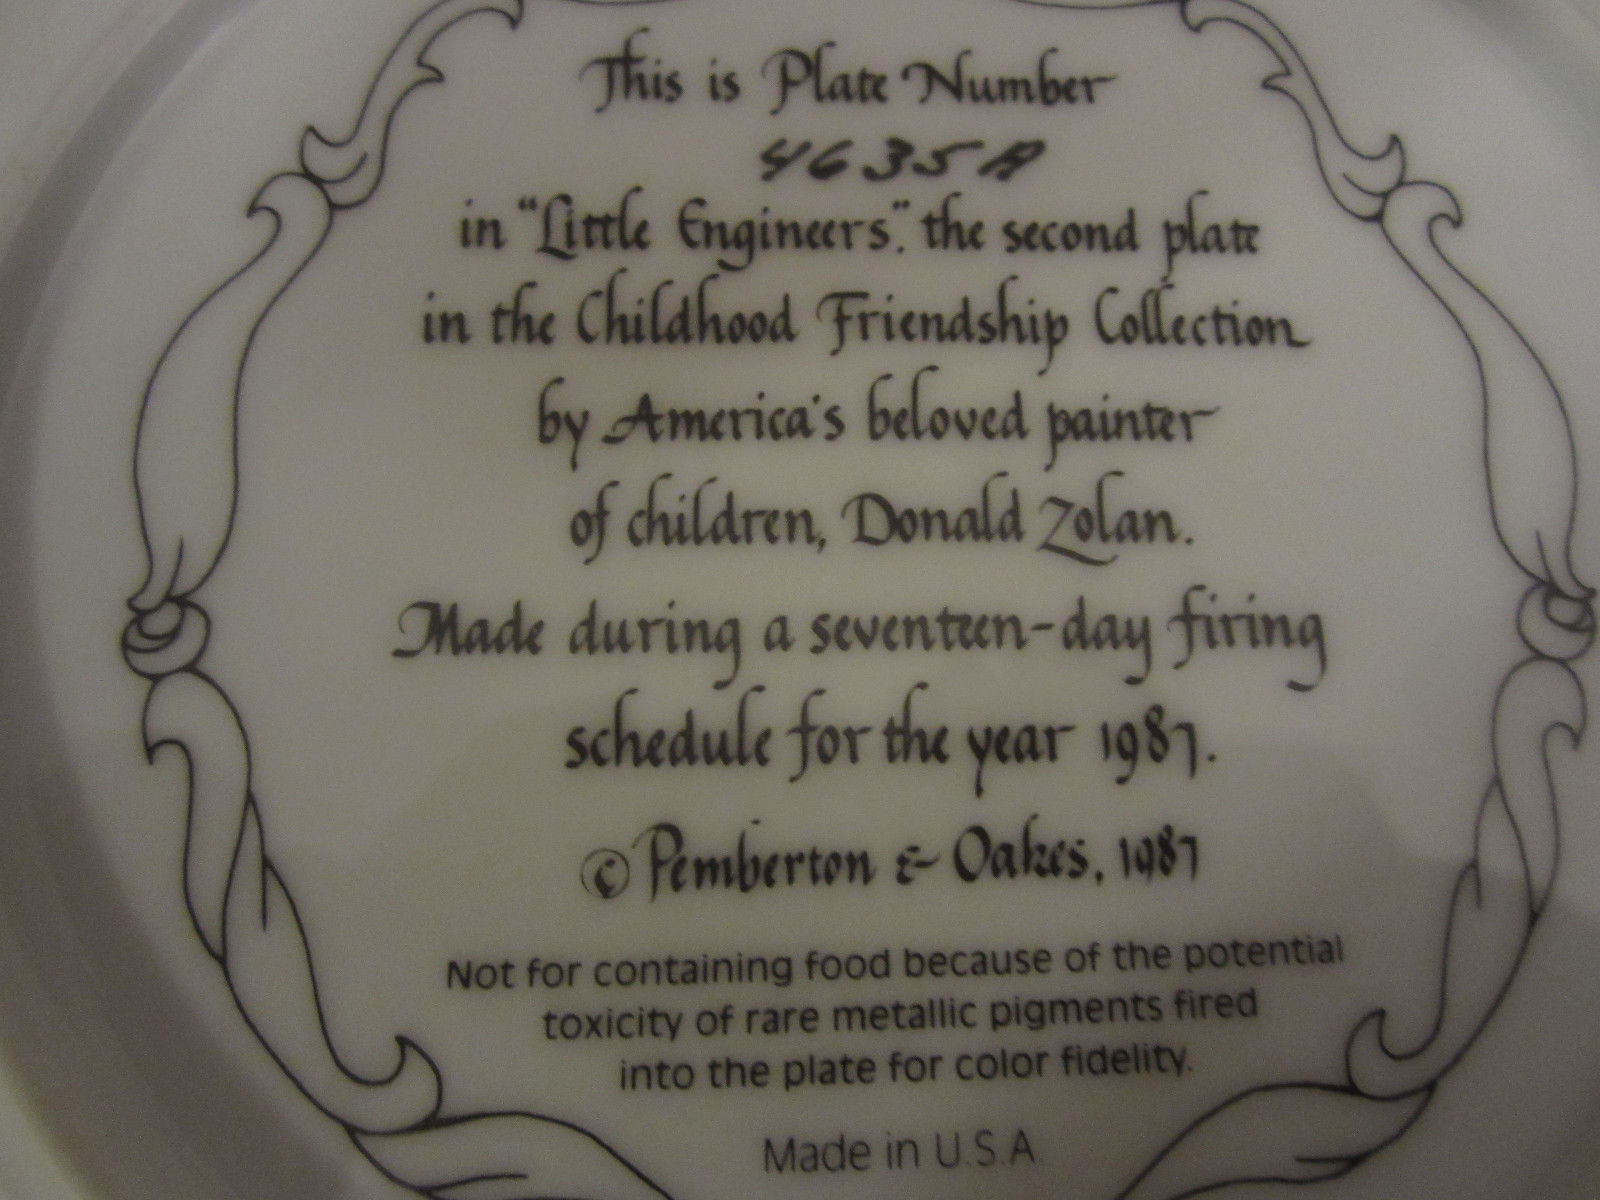 This is Plate Number
4635A
in "Little Engineers". the second plate
in the Childhood Friendship Collection
by America's beloved painter
of children, Donald Zolan.
Made during a seventeen-day firing
schedule for the year 1987.
© Pemberton & Oakes, 1987
Not for containing food because of the potential
toxicity of rare metallic pigments fired
into the plate for color fidelity.
Made in U.S.A.